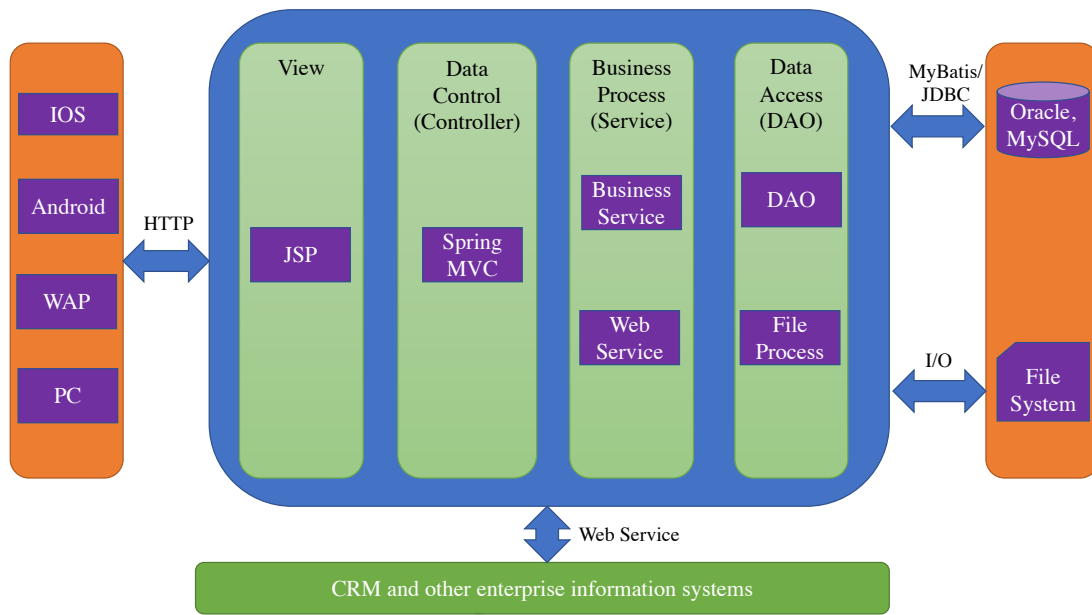 IOS
Android
WAP
PC
HTTP
View
JSP
Data
Control
(Controller)
Spring
MVC
Business
Process
(Service)
Business
Service
Web
Service
Data
Access
(DAO)
DAO
File
Process
MyBatis/
JDBC
I/O
Oracle,
MySQL
File
System
Web Service
CRM and other enterprise information systems